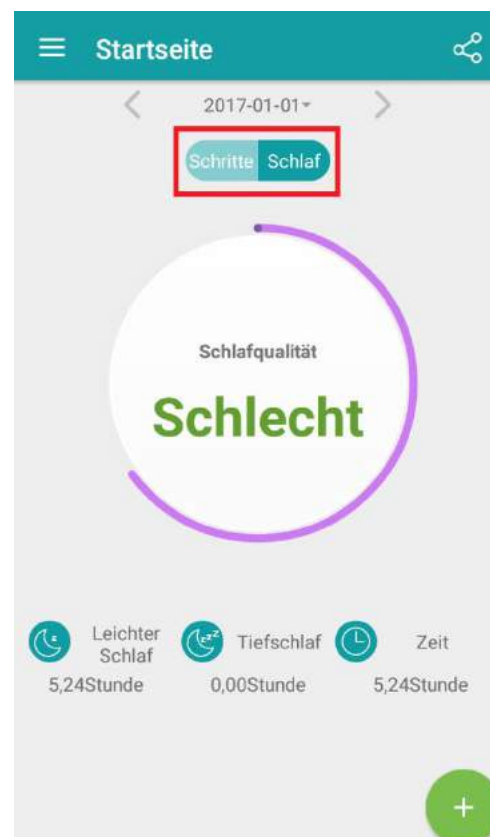 Startseite
2017-01-01
Schritte Schlaf
Schlafqualität
Schlecht
Leichter Schlaf
Tiefschlaf
Zeit
5,24Stunde
0,00Stunde
5,24Stunde